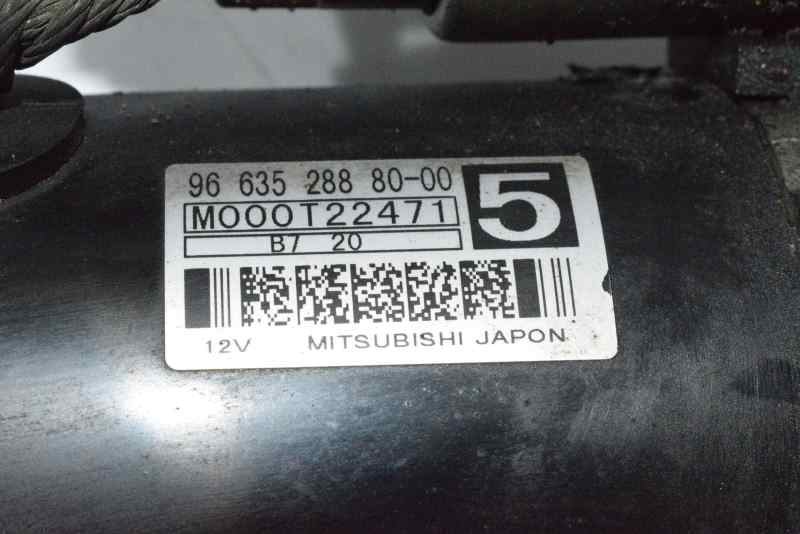 96 635 288 80-00
5
M000T22471
B7 20
12V MITSUBISHI JAPON